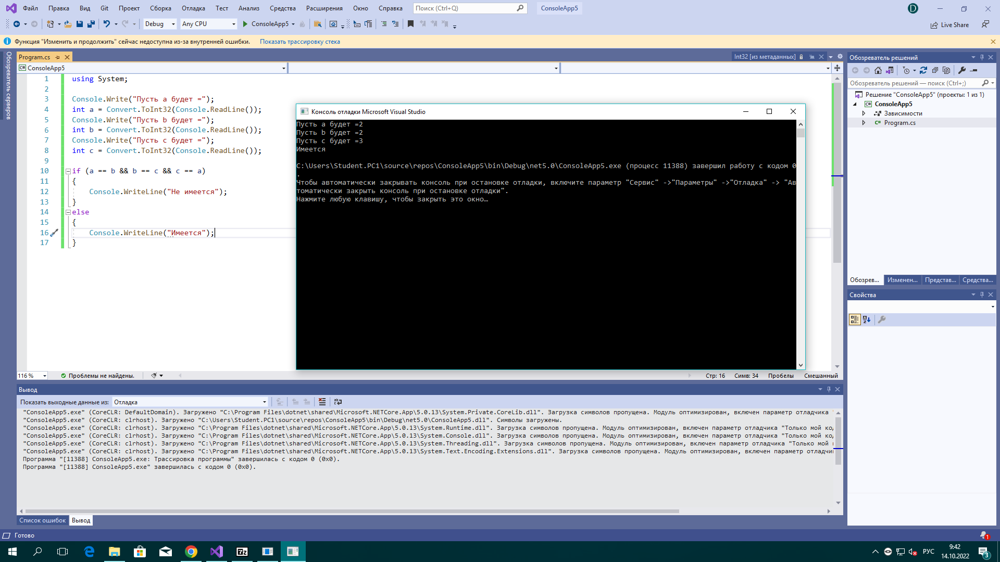 Файл Правка Вид Git Проект Сборка Отладка Тест Анализ Средства Расширения Окно Справка Поиск (Ctrl+Q) ConsoleApp5 D
Debug Any CPU ConsoleApp5 Live Share
Функция "Изменить и продолжить" сейчас недоступна из-за внутренней ошибки. Показать трассировку стека
Обозреватель серверов
Program.cs Int32 [из метаданных]
C# ConsoleApp5
1 using System;
2
3 Console.Write("Пусть a будет =");
4 int a = Convert.ToInt32(Console.ReadLine());
5 Console.Write("Пусть b будет =");
6 int b = Convert.ToInt32(Console.ReadLine());
7 Console.Write("Пусть c будет =");
8 int c = Convert.ToInt32(Console.ReadLine());
9
10 if (a == b && b == c && c == a)
11 {
12 Console.WriteLine("Не имеется");
13 }
14 else
15 {
16 Console.WriteLine("Имеется");
17 }
Консоль отладки Microsoft Visual Studio
Пусть a будет =2
Пусть b будет =2
Пусть c будет =3
Имеется
C:\Users\Student.PC1\source\repos\ConsoleApp5\bin\Debug\net5.0\ConsoleApp5.exe (процесс 11388) завершил работу с кодом 0
.
Чтобы автоматически закрывать консоль при остановке отладки, включите параметр "Сервис" ->"Параметры" ->"Отладка" -> "Ав
томатически закрыть консоль при остановке отладки".
Нажмите любую клавишу, чтобы закрыть это окно…
116 % Проблемы не найдены. Стр: 16 Симв: 34 Пробелы Смешанный
Обозреватель решений
Обозреватель решений — поиск (Ctrl+;)
Решение "ConsoleApp5" (проекты: 1 из 1)
C# ConsoleApp5
Зависимости
C# Program.cs
Обозрев... Изменен... Представ... Средства...
Свойства
Вывод
Показать выходные данные из: Отладка
"ConsoleApp5.exe" (CoreCLR: DefaultDomain). Загружено "C:\Program Files\dotnet\shared\Microsoft.NETCore.App\5.0.13\System.Private.CoreLib.dll". Загрузка символов пропущена. Модуль оптимизирован, включен параметр отладчика
"ConsoleApp5.exe" (CoreCLR: clrhost). Загружено "C:\Users\Student.PC1\source\repos\ConsoleApp5\bin\Debug\net5.0\ConsoleApp5.dll". Символы загружены.
"ConsoleApp5.exe" (CoreCLR: clrhost). Загружено "C:\Program Files\dotnet\shared\Microsoft.NETCore.App\5.0.13\System.Runtime.dll". Загрузка символов пропущена. Модуль оптимизирован, включен параметр отладчика "Только мой ко
"ConsoleApp5.exe" (CoreCLR: clrhost). Загружено "C:\Program Files\dotnet\shared\Microsoft.NETCore.App\5.0.13\System.Console.dll". Загрузка символов пропущена. Модуль оптимизирован, включен параметр отладчика "Только мой ко
"ConsoleApp5.exe" (CoreCLR: clrhost). Загружено "C:\Program Files\dotnet\shared\Microsoft.NETCore.App\5.0.13\System.Threading.dll". Загрузка символов пропущена. Модуль оптимизирован, включен параметр отладчика "Только мой
"ConsoleApp5.exe" (CoreCLR: clrhost). Загружено "C:\Program Files\dotnet\shared\Microsoft.NETCore.App\5.0.13\System.Text.Encoding.Extensions.dll". Загрузка символов пропущена. Модуль оптимизирован, включен параметр отладчи
Программа "[11388] ConsoleApp5.exe: Трассировка программы" завершилась с кодом 0 (0x0).
Программа "[11388] ConsoleApp5.exe" завершилась с кодом 0 (0x0).
Список ошибок Вывод
Готово 1
7z РУС 9:42
14.10.2022 3